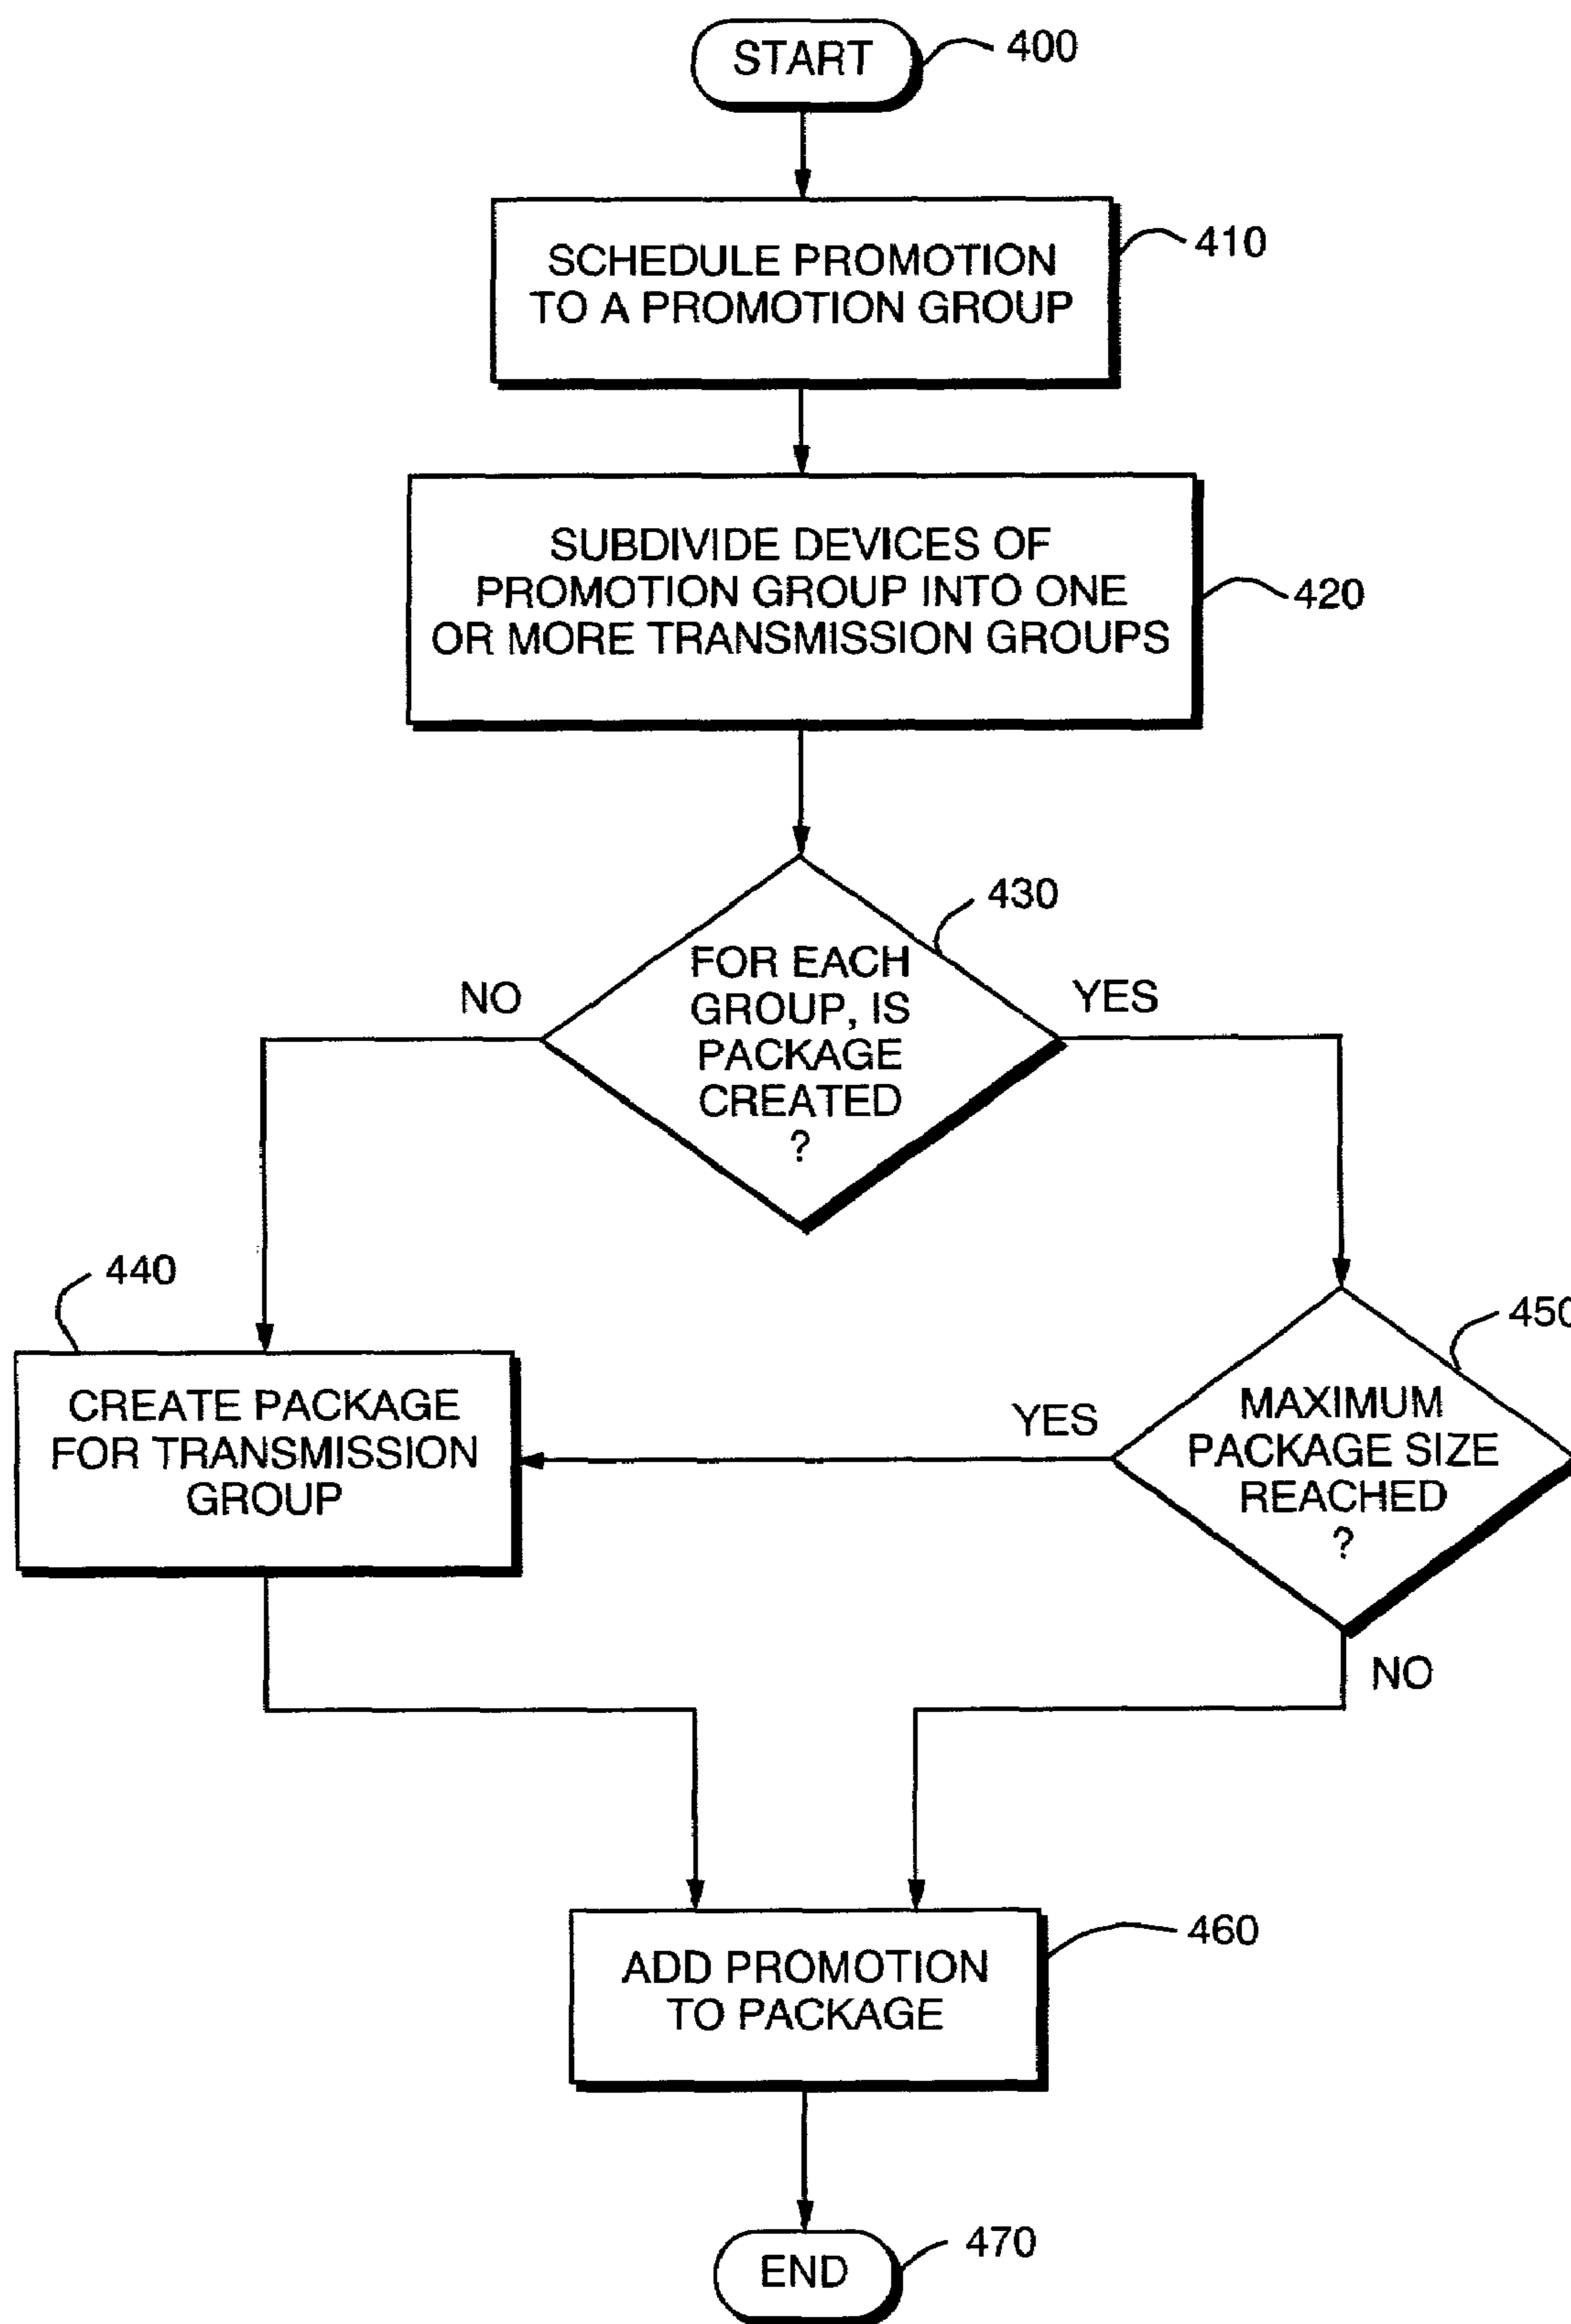 START
400
SCHEDULE PROMOTION
TO A PROMOTION GROUP
410
SUBDIVIDE DEVICES OF
PROMOTION GROUP INTO ONE
OR MORE TRANSMISSION GROUPS
420
430
FOR EACH
GROUP, IS
PACKAGE
CREATED
?
NO
YES
440
CREATE PACKAGE
FOR TRANSMISSION
GROUP
450
MAXIMUM
PACKAGE SIZE
REACHED
?
YES
NO
460
ADD PROMOTION
TO PACKAGE
END
470